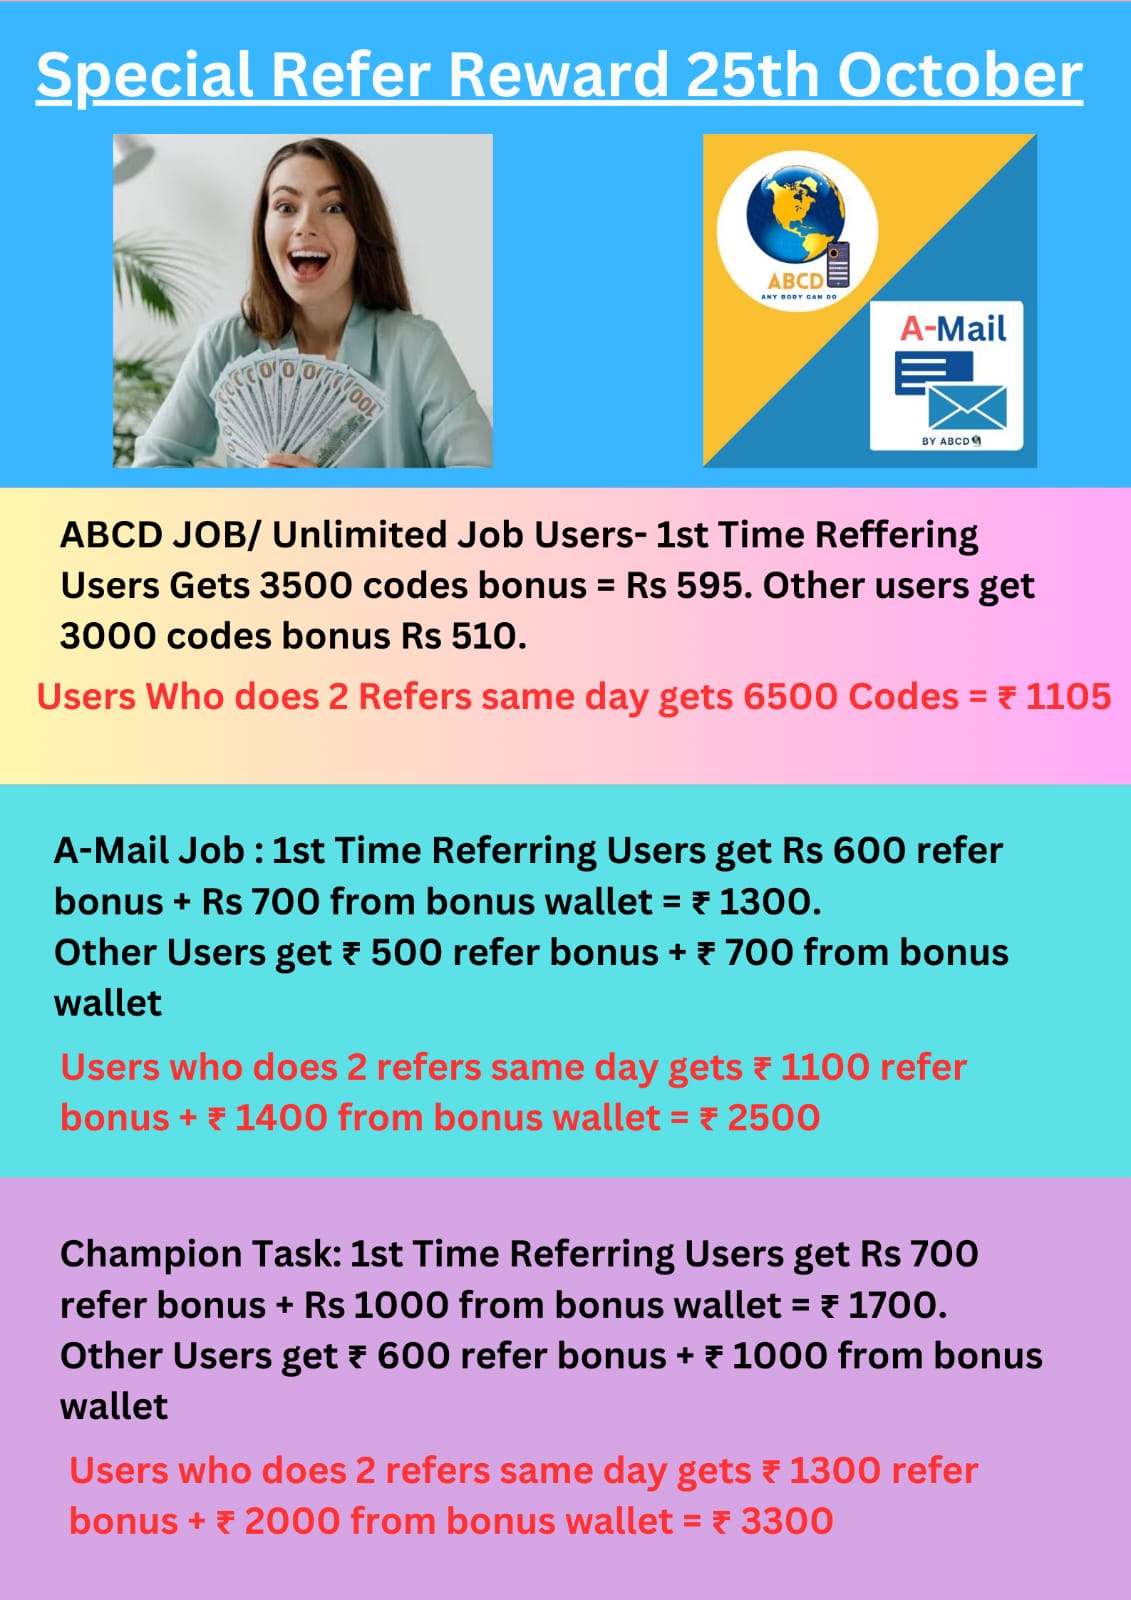 Special Refer Reward 25th October
ABCD
ANY BODY CAN DO
A-Mail
BY ABCD
ABCD JOB/ Unlimited Job Users- 1st Time Reffering
Users Gets 3500 codes bonus = Rs 595. Other users get
3000 codes bonus Rs 510.
Users Who does 2 Refers same day gets 6500 Codes = ₹ 1105
A-Mail Job : 1st Time Referring Users get Rs 600 refer
bonus + Rs 700 from bonus wallet = ₹ 1300.
Other Users get ₹ 500 refer bonus + ₹ 700 from bonus
wallet
Users who does 2 refers same day gets ₹ 1100 refer
bonus + ₹ 1400 from bonus wallet = ₹ 2500
Champion Task: 1st Time Referring Users get Rs 700
refer bonus + Rs 1000 from bonus wallet = ₹ 1700.
Other Users get ₹ 600 refer bonus + ₹ 1000 from bonus
wallet
Users who does 2 refers same day gets ₹ 1300 refer
bonus + ₹ 2000 from bonus wallet = ₹ 3300